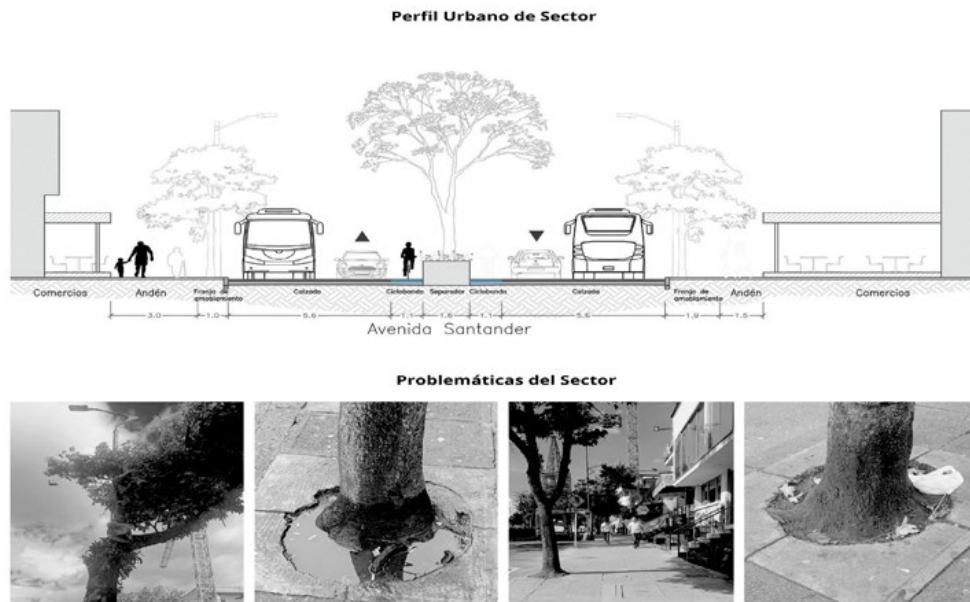 Perfil Urbano de Sector
Comercios Andén Franja de amoblamiento Calzada Ciclobanda Separador Ciclobanda Calzada Franja de amoblamiento Andén Comercios
3.0 1.0 5.6 1.1 1.6 1.1 5.6 1.9 1.5
Avenida Santander
Problemáticas del Sector